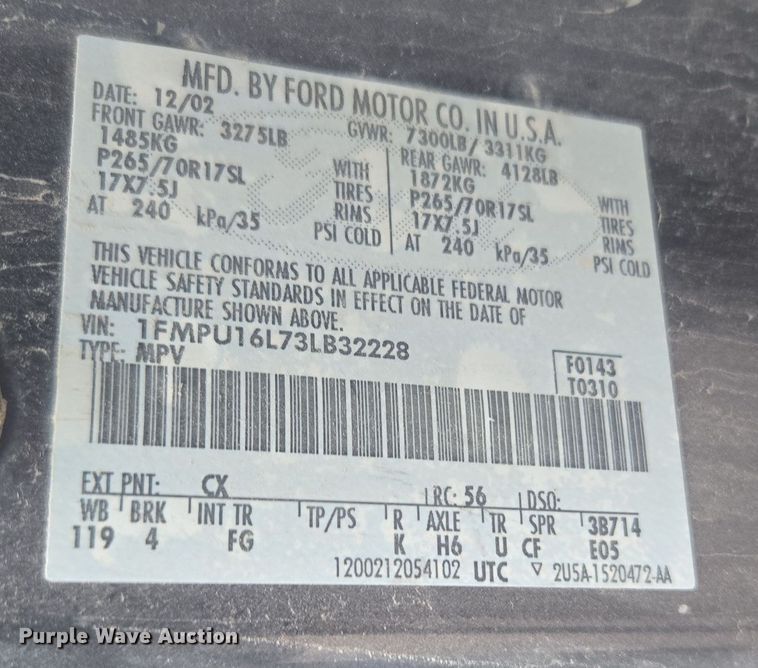 MFD. BY FORD MOTOR CO. IN U.S.A.
DATE: 12/02 GVWR: 7300LB/ 3311KG
FRONT GAWR: 3275LB REAR GAWR: 4128LB
1485KG 1872KG
P265/70R17SL WITH P265/70R17SL WITH
17X7.5J TIRES 17X7.5J TIRES
RIMS RIMS
AT 240 kPa/35 PSI COLD AT 240 kPa/35 PSI COLD
THIS VEHICLE CONFORMS TO ALL APPLICABLE FEDERAL MOTOR
VEHICLE SAFETY STANDARDS IN EFFECT ON THE DATE OF
MANUFACTURE SHOWN ABOVE.
VIN: 1FMPU16L73LB32228
TYPE: MPV F0143
T0310
EXT PNT: CX RC: 56 DSO:
WB BRK INT TR TP/PS R AXLE TR SPR 3B714
119 4 FG K H6 U CF E05
1200212054102 UTC ▽ 2U5A-1520472-AA
Purple Wave Auction